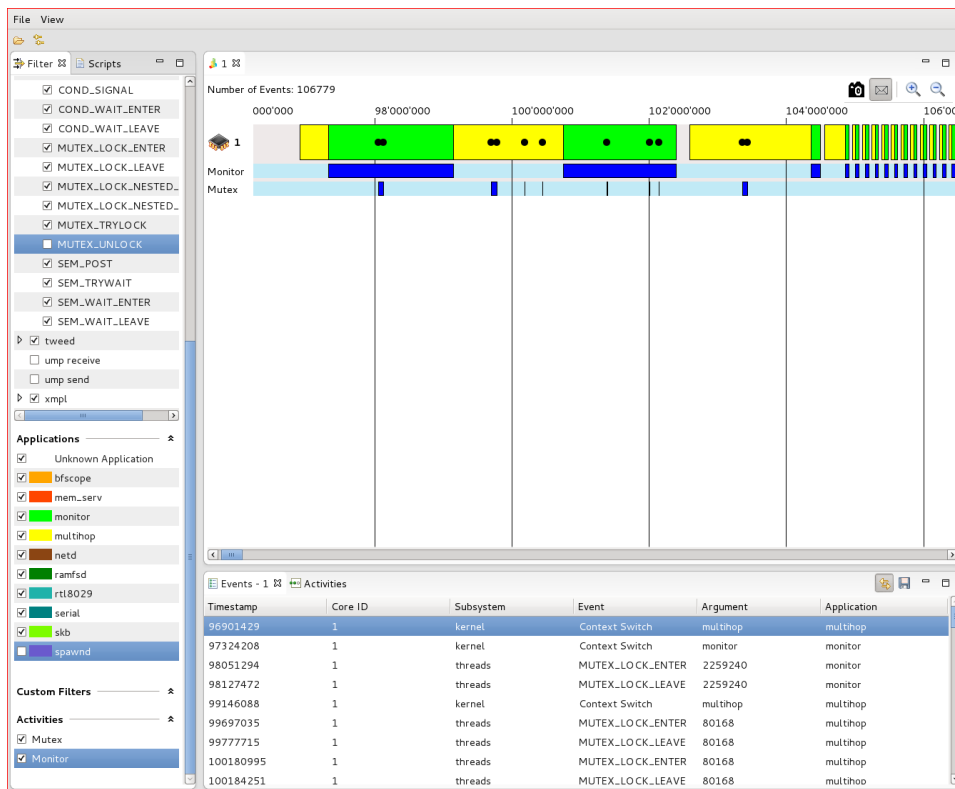 File View
Filter Scripts
COND_SIGNAL
COND_WAIT_ENTER
COND_WAIT_LEAVE
MUTEX_LOCK_ENTER
MUTEX_LOCK_LEAVE
MUTEX_LOCK_NESTED_
MUTEX_LOCK_NESTED_
MUTEX_TRYLOCK
MUTEX_UNLOCK
SEM_POST
SEM_TRYWAIT
SEM_WAIT_ENTER
SEM_WAIT_LEAVE
tweed
ump receive
ump send
xmpl
Applications
Unknown Application
bfscope
mem_serv
monitor
multihop
netd
ramfsd
rtl8029
serial
skb
spawnd
Custom Filters
Activities
Mutex
Monitor
1
Number of Events: 106779
000'000 98'000'000 100'000'000 102'000'000 104'000'000 106'00
1
Monitor
Mutex
Events - 1 Activities
Timestamp Core ID Subsystem Event Argument Application
96901429 1 kernel Context Switch multihop multihop
97324208 1 kernel Context Switch monitor monitor
98051294 1 threads MUTEX_LOCK_ENTER 2259240 monitor
98127472 1 threads MUTEX_LOCK_LEAVE 2259240 monitor
99146088 1 kernel Context Switch multihop multihop
99697035 1 threads MUTEX_LOCK_ENTER 80168 multihop
99777715 1 threads MUTEX_LOCK_LEAVE 80168 multihop
100180995 1 threads MUTEX_LOCK_ENTER 80168 multihop
100184251 1 threads MUTEX_LOCK_LEAVE 80168 multihop